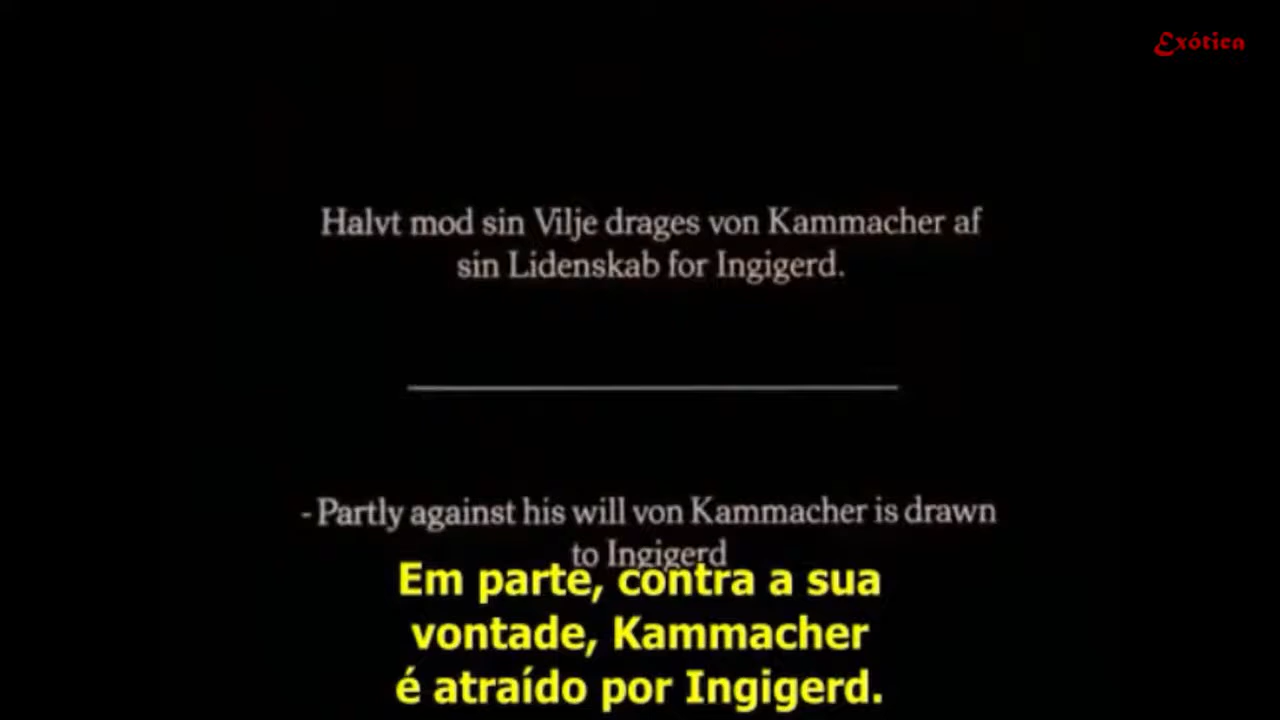 Exótica
Halvt mod sin Vilje drages von Kammacher af
sin Lidenskab for Ingigerd.
- Partly against his will von Kammacher is drawn
to Ingigerd
Em parte, contra a sua
vontade, Kammacher
é atraído por Ingigerd.